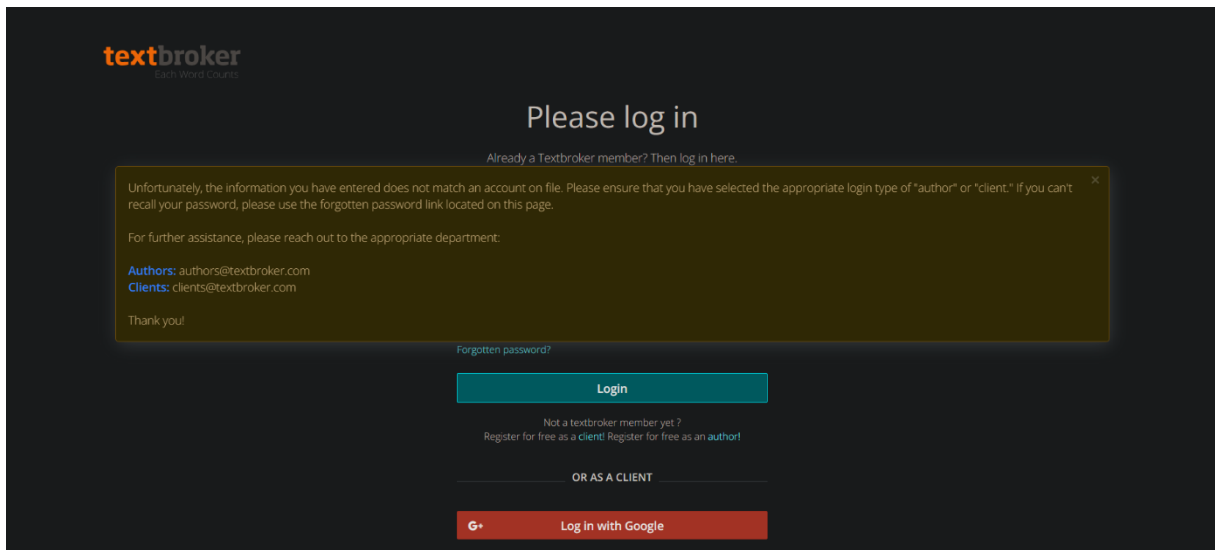 textbroker
Each Word Counts
Please log in
Already a Textbroker member? Then log in here.
Unfortunately, the information you have entered does not match an account on file. Please ensure that you have selected the appropriate login type of "author" or "client." If you can't
recall your password, please use the forgotten password link located on this page.
For further assistance, please reach out to the appropriate department:
Authors: authors@textbroker.com
Clients: clients@textbroker.com
Thank you!
Forgotten password?
Login
Not a textbroker member yet ?
Register for free as a client! Register for free as an author!
OR AS A CLIENT
G+ Log in with Google